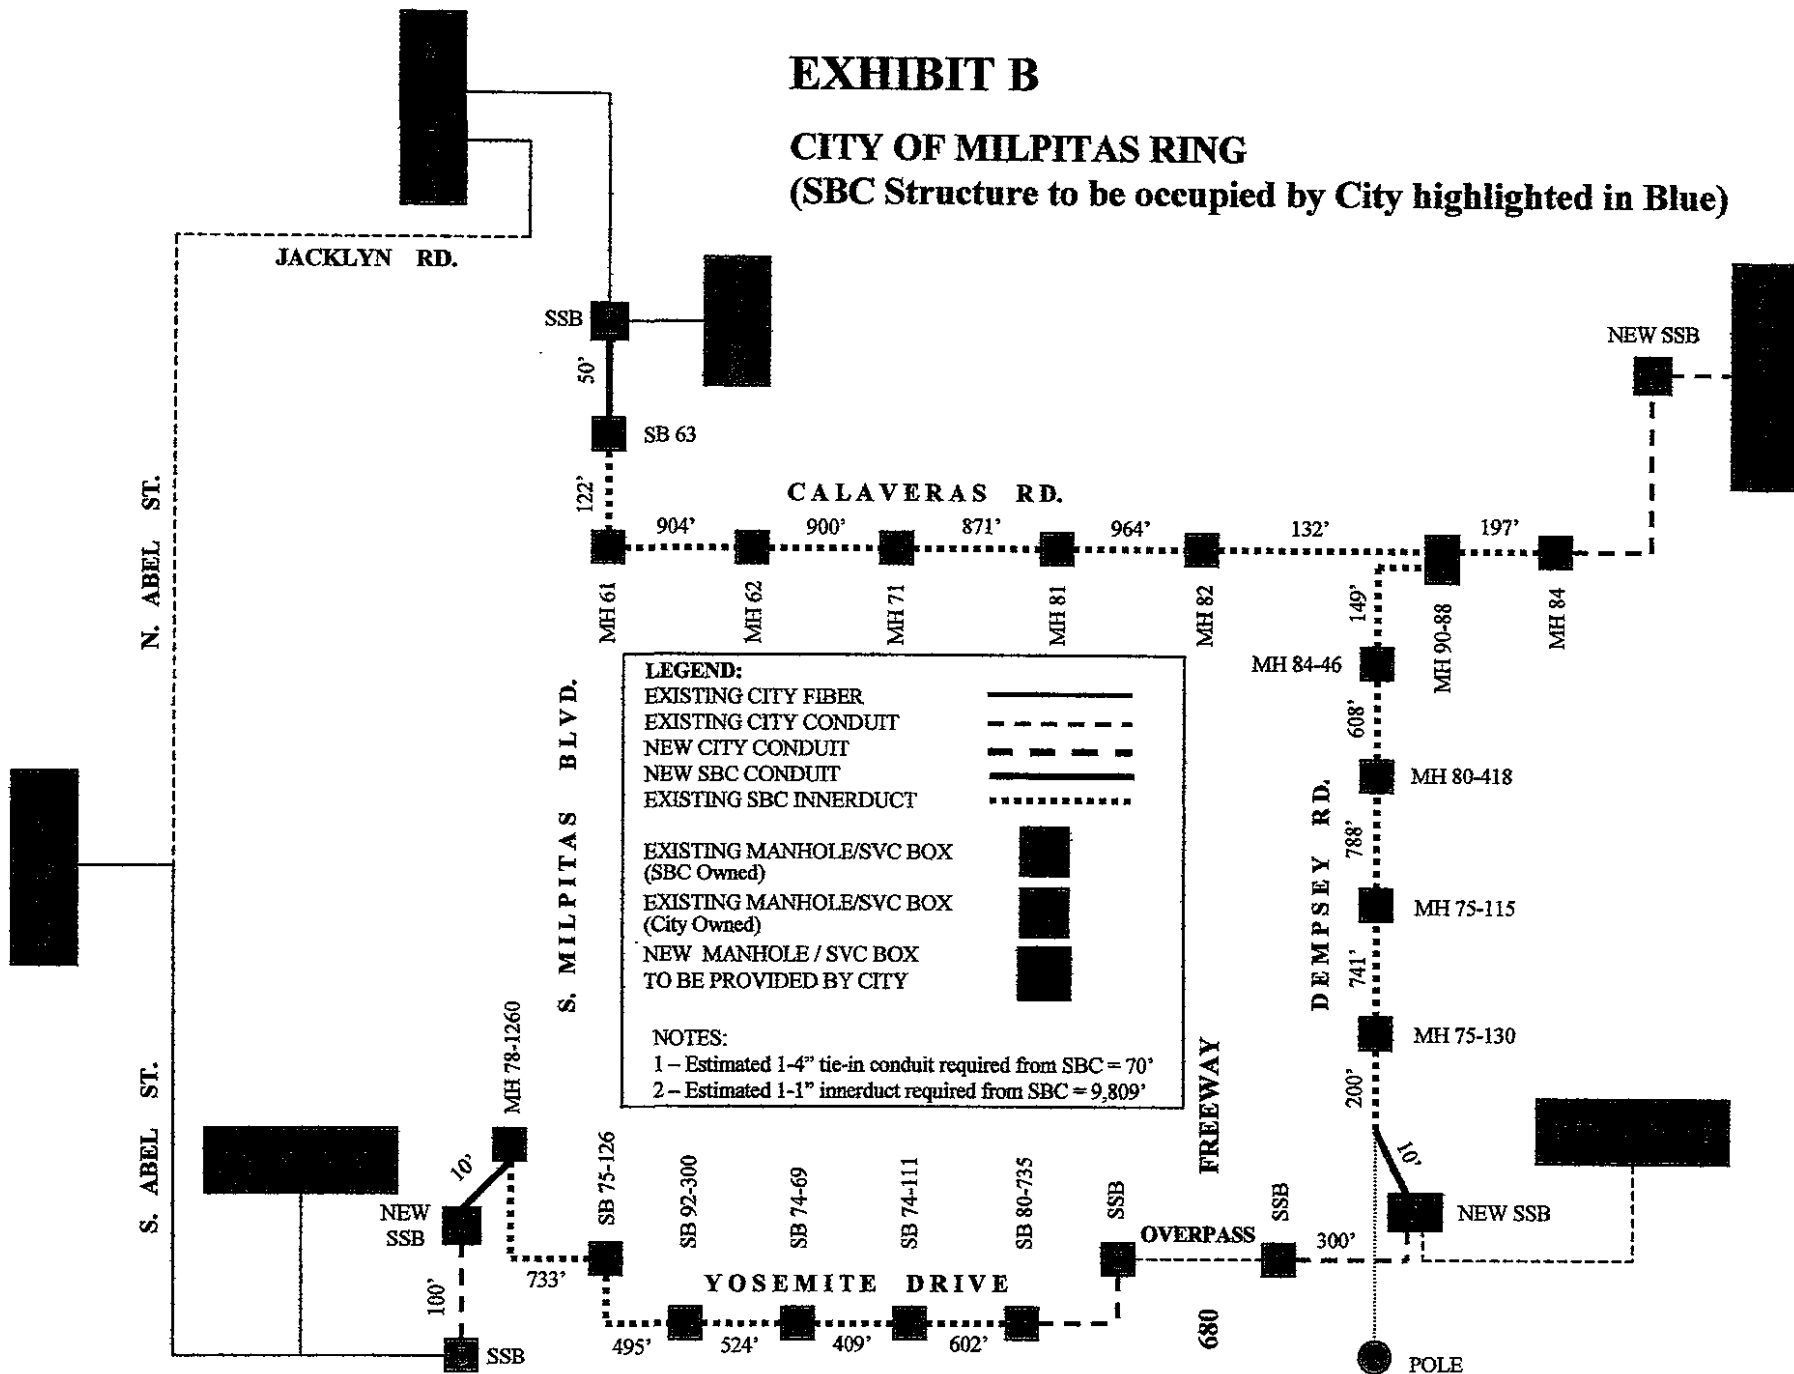 EXHIBIT B
CITY OF MILPITAS RING
(SBC Structure to be occupied by City highlighted in Blue)
JACKLYN RD.
SSB
NEW SSB
50'
SB 63
122'
CALAVERAS RD.
904'
900'
871'
964'
132'
197'
MH 61
MH 62
MH 71
MH 81
MH 82
MH 90-88
MH 84
N. ABEL ST.
149'
MH 84-46
608'
MH 80-418
788'
MH 75-115
741'
MH 75-130
200'
DEMPSEY RD.
S. MILPITAS BLVD.
LEGEND:
EXISTING CITY FIBER
EXISTING CITY CONDUIT
NEW CITY CONDUIT
NEW SBC CONDUIT
EXISTING SBC INNERDUCT
EXISTING MANHOLE/SVC BOX
(SBC Owned)
EXISTING MANHOLE/SVC BOX
(City Owned)
NEW MANHOLE / SVC BOX
TO BE PROVIDED BY CITY
NOTES:
1 – Estimated 1-4" tie-in conduit required from SBC = 70'
2 – Estimated 1-1" innerduct required from SBC = 9,809'
S. ABEL ST.
MH 78-1260
10'
NEW
SSB
100'
SSB
733'
SB 75-126
SB 92-300
SB 74-69
SB 74-111
SB 80-735
SSB
FREEWAY
680
OVERPASS
SSB
300'
10'
NEW SSB
YOSEMITE DRIVE
495'
524'
409'
602'
POLE